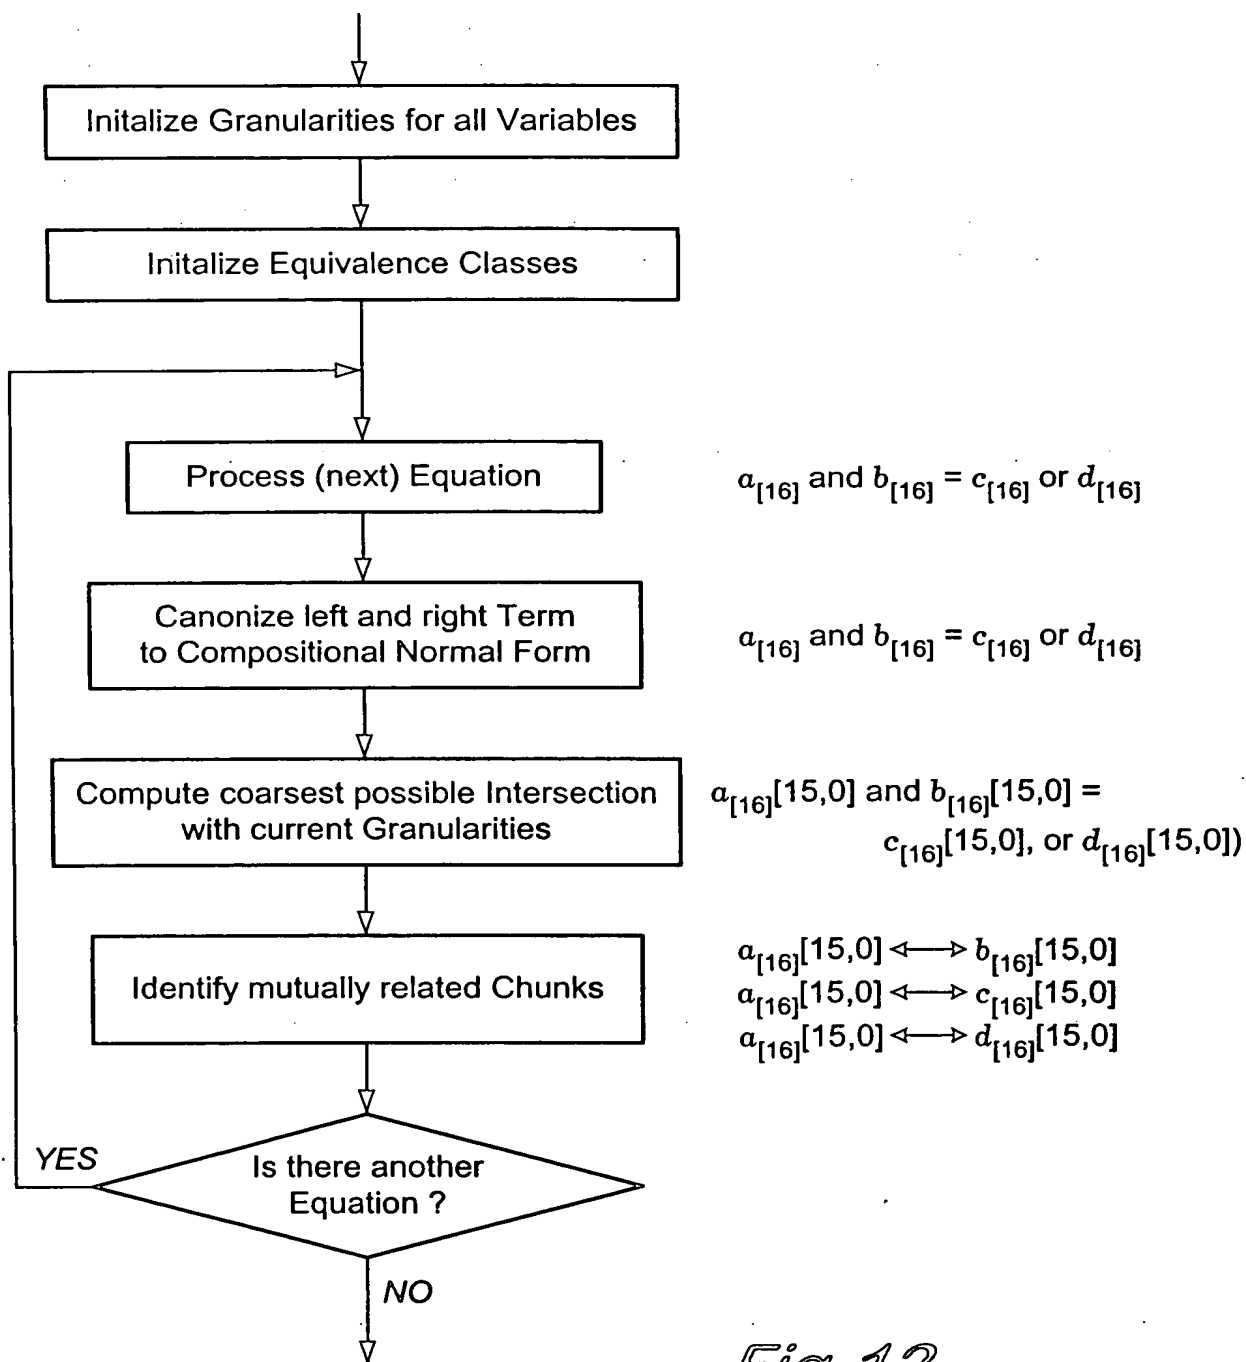 Initalize Granularities for all Variables
Initalize Equivalence Classes
Process (next) Equation
a[16] and b[16] = c[16] or d[16]
Canonize left and right Term
to Compositional Normal Form
a[16] and b[16] = c[16] or d[16]
Compute coarsest possible Intersection
with current Granularities
a[16][15,0] and b[16][15,0] =
c[16][15,0], or d[16][15,0])
Identify mutually related Chunks
a[16][15,0] <—> b[16][15,0]
a[16][15,0] <—> c[16][15,0]
a[16][15,0] <—> d[16][15,0]
YES
Is there another
Equation ?
NO